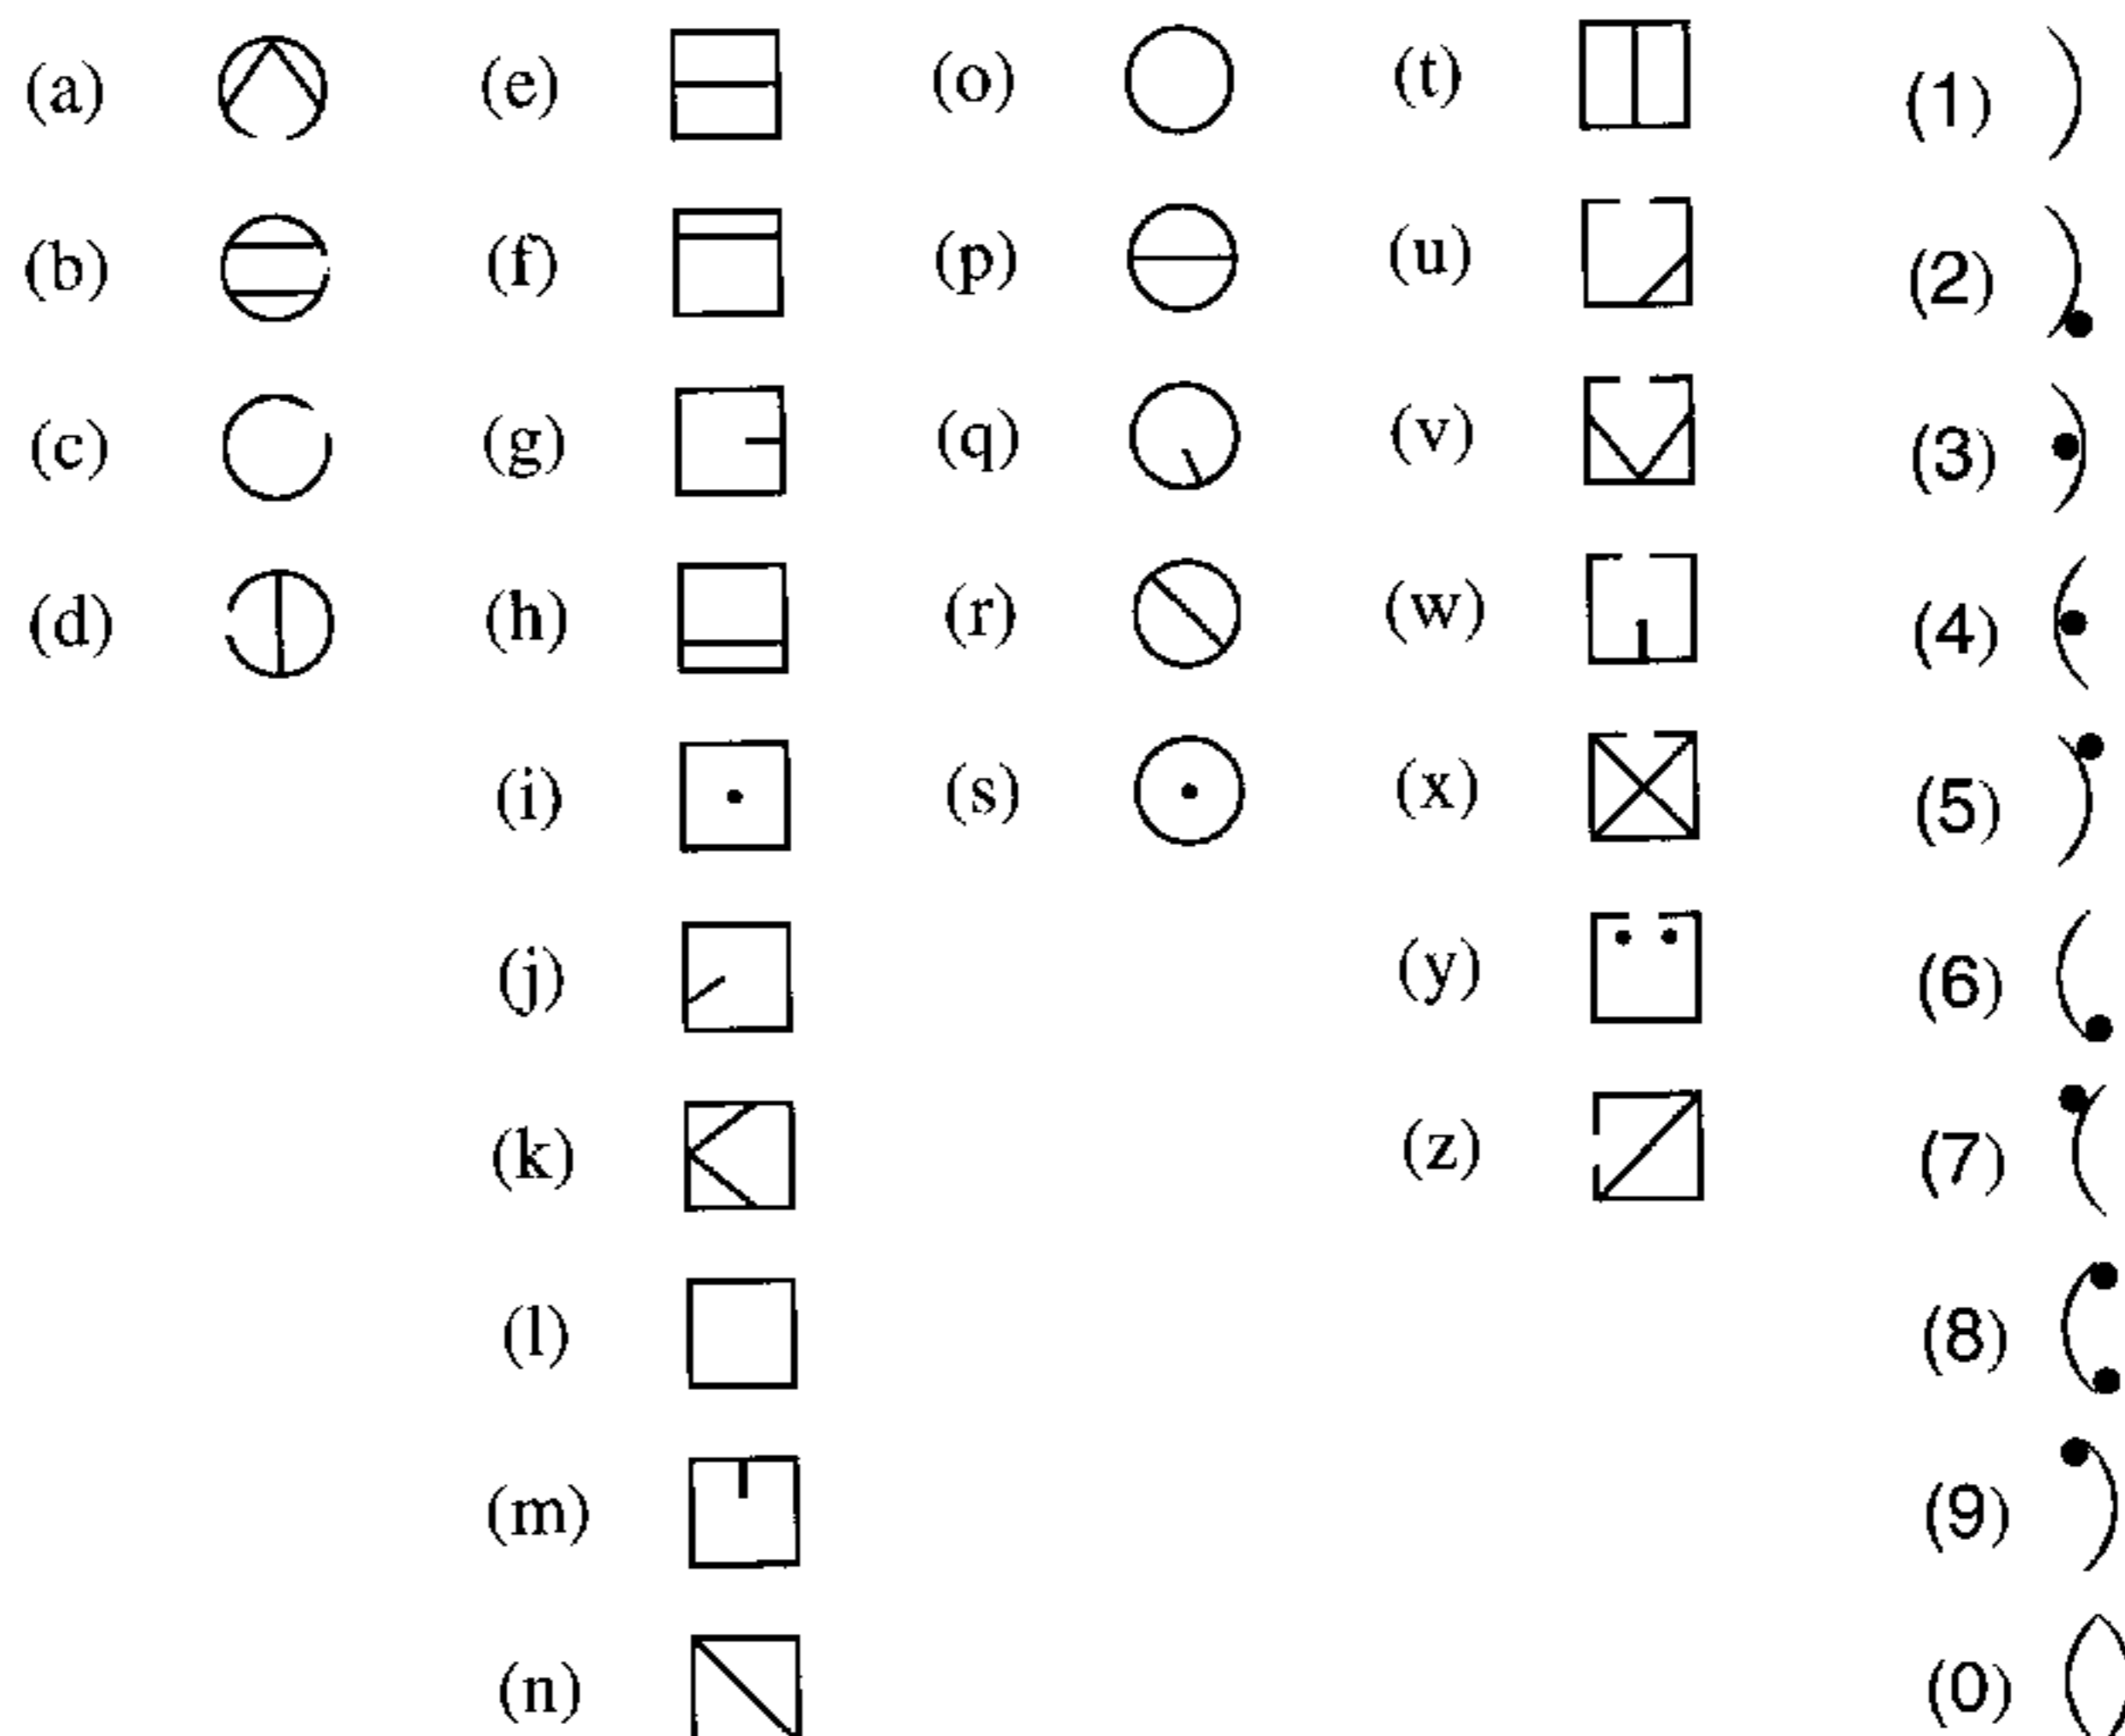 (a) (e) (o) (t) (1)
(b) (f) (p) (u) (2)
(c) (g) (q) (v) (3)
(d) (h) (r) (w) (4)
(i) (s) (x) (5)
(j) (y) (6)
(k) (z) (7)
(l) (8)
(m) (9)
(n) (0)